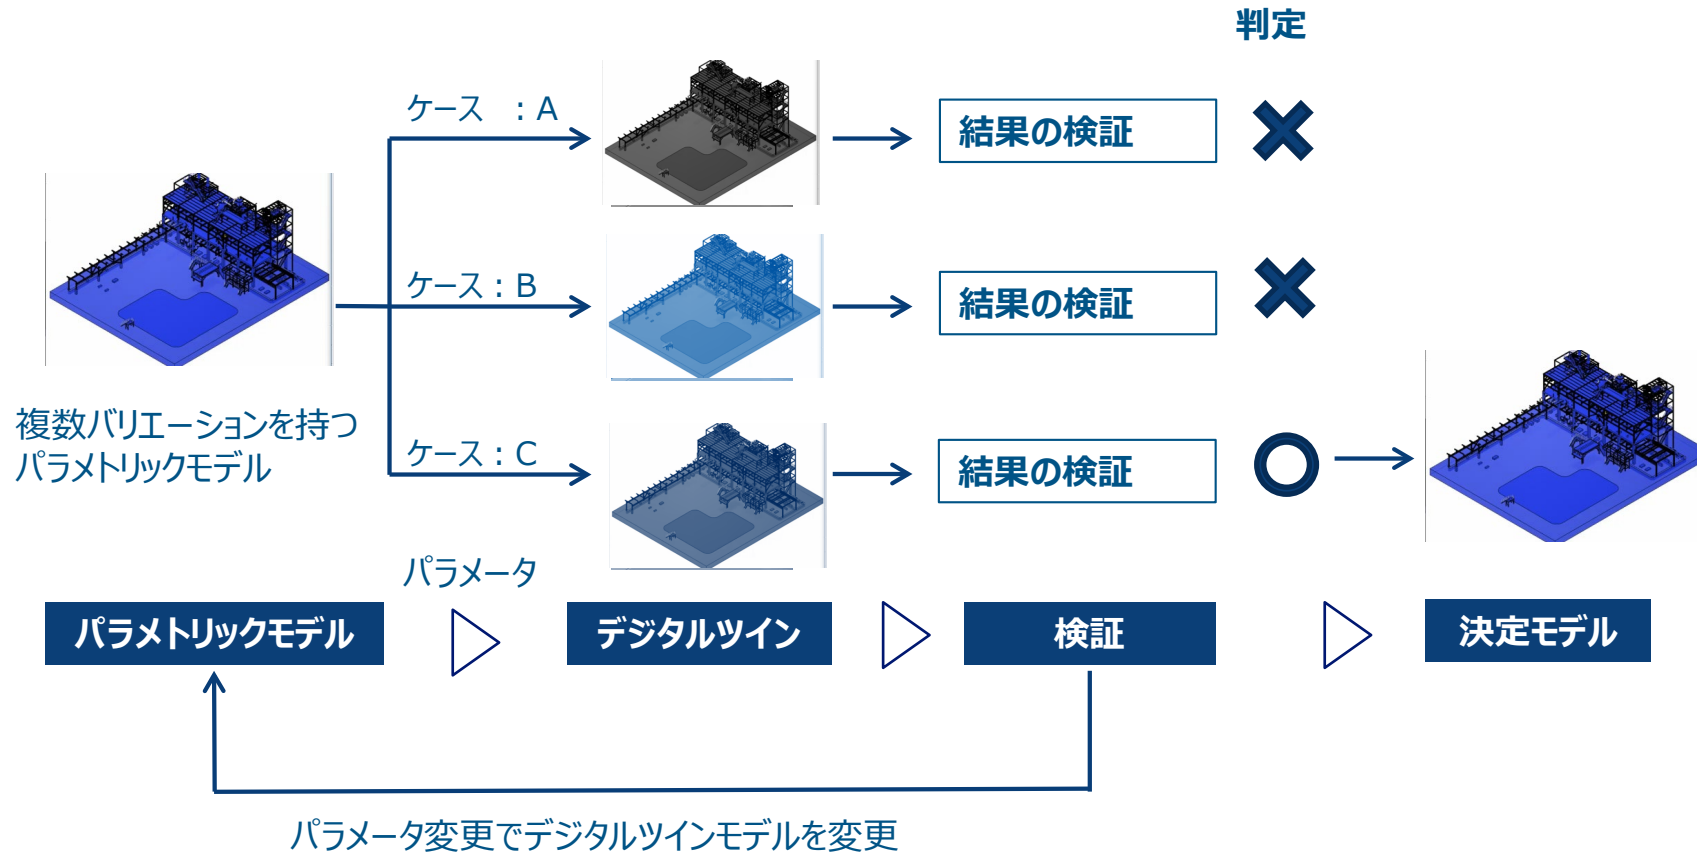 判定
ケース : A
結果の検証
ケース : B
結果の検証
ケース : C
結果の検証
複数バリエーションを持つ
パラメトリックモデル
パラメータ
パラメトリックモデル
デジタルツイン
検証
決定モデル
パラメータ変更でデジタルツインモデルを変更